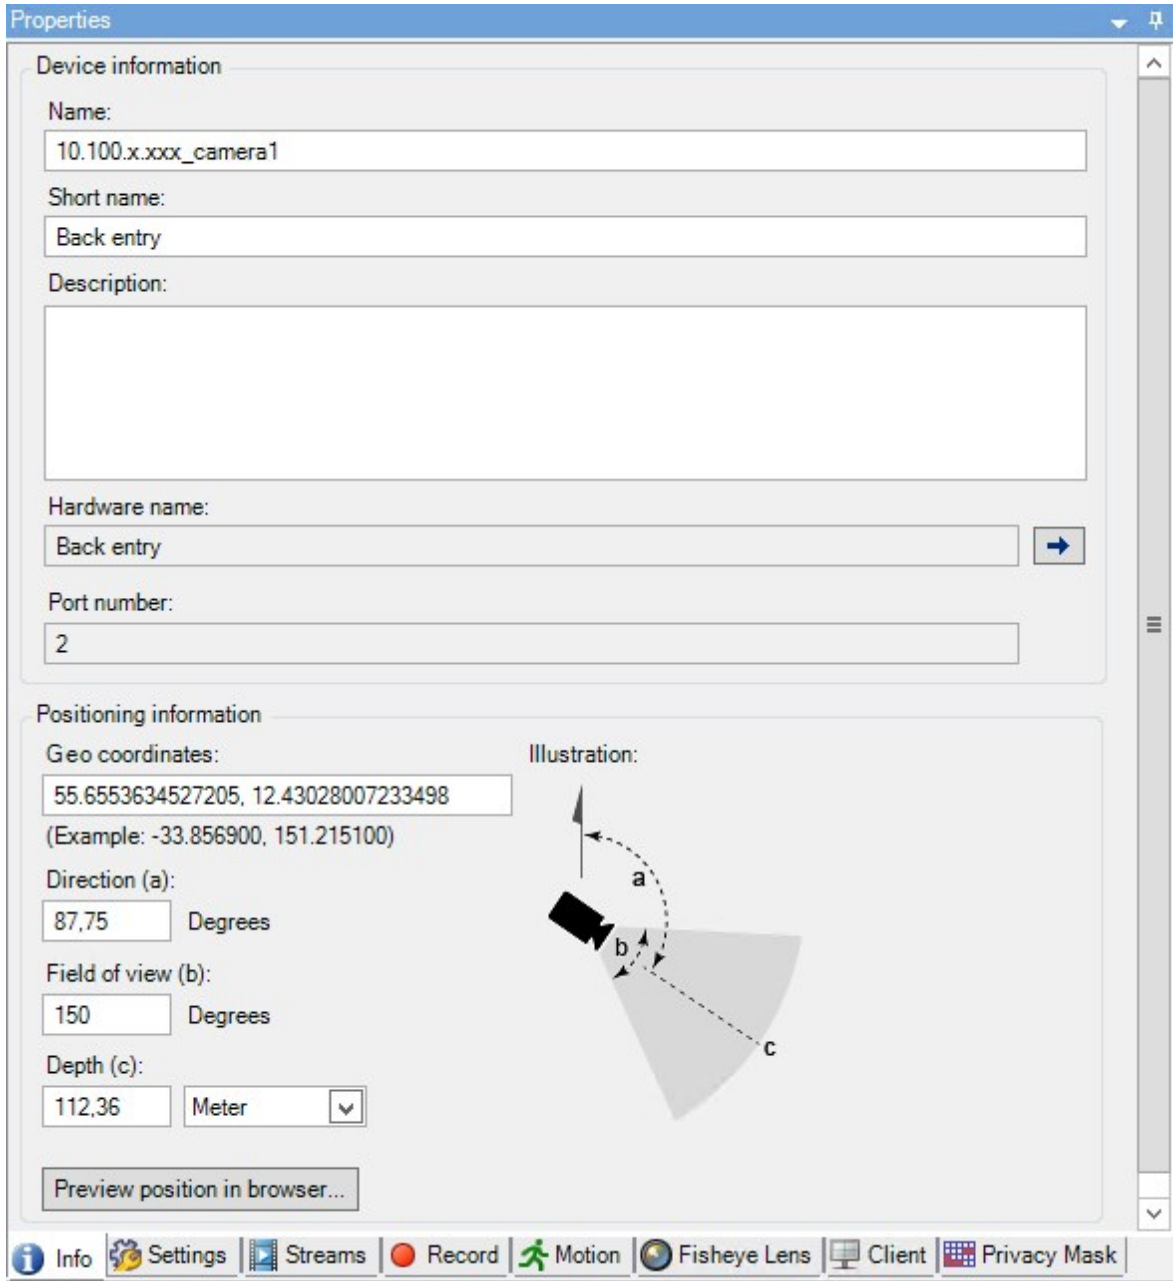 Properties
Device information
Name:
10.100.x.xxx_camera1
Short name:
Back entry
Description:
Hardware name:
Back entry
Port number:
2
Positioning information
Geo coordinates:
Illustration:
55.6553634527205, 12.43028007233498
(Example: -33.856900, 151.215100)
Direction (a):
87,75 Degrees
a
Field of view (b):
b
150 Degrees
c
Depth (c):
112,36 Meter
Preview position in browser...
Info Settings Streams Record Motion Fisheye Lens Client Privacy Mask